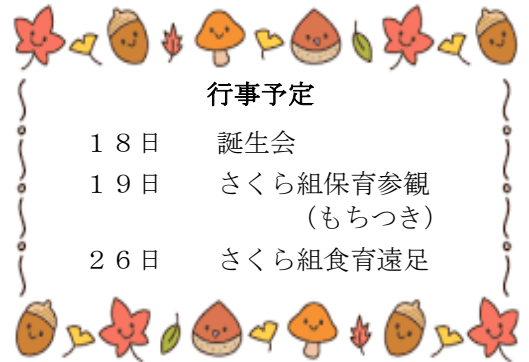 行事予定
１８日　　誕生会
１９日　　さくら組保育参観
（もちつき）
２６日　　さくら組食育遠足